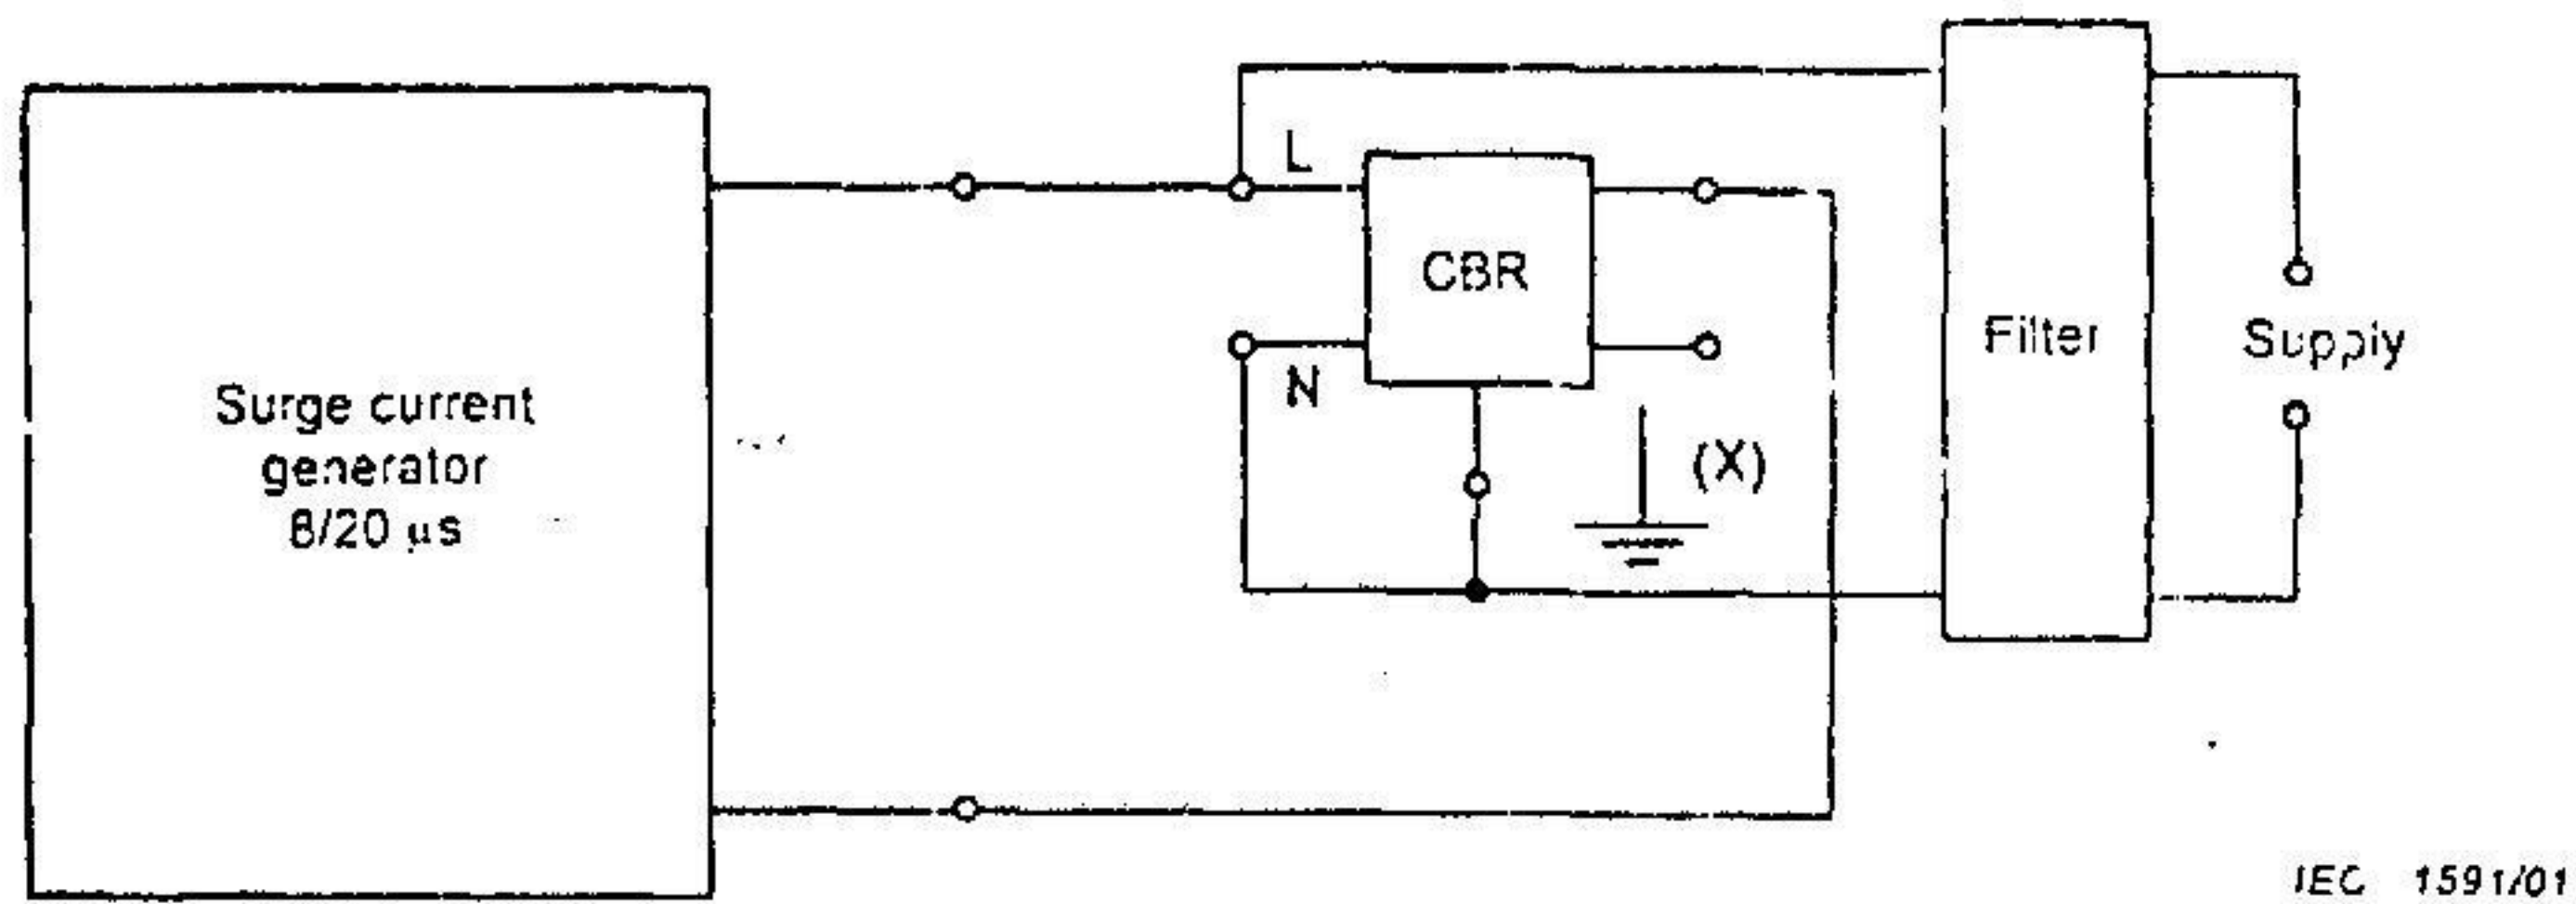 L
CBR
N
(X)
Filter
Supply
Surge current
generator
8/20 μs
IEC 1591/01